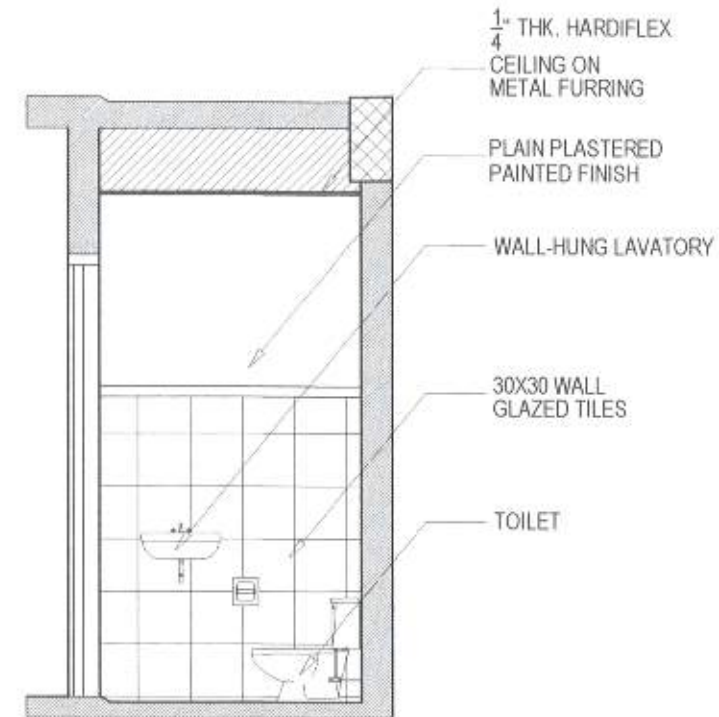 1/4" THK. HARDIFLEX
CEILING ON
METAL FURRING
PLAIN PLASTERED
PAINTED FINISH
WALL-HUNG LAVATORY
30X30 WALL
GLAZED TILES
TOILET